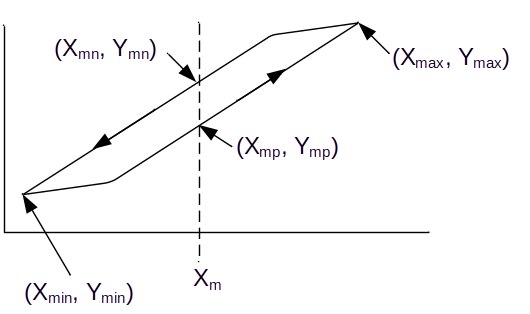 (Xmn, Ymn)
(Xmax, Ymax)
(Xmp, Ymp)
Xm
(Xmin, Ymin)